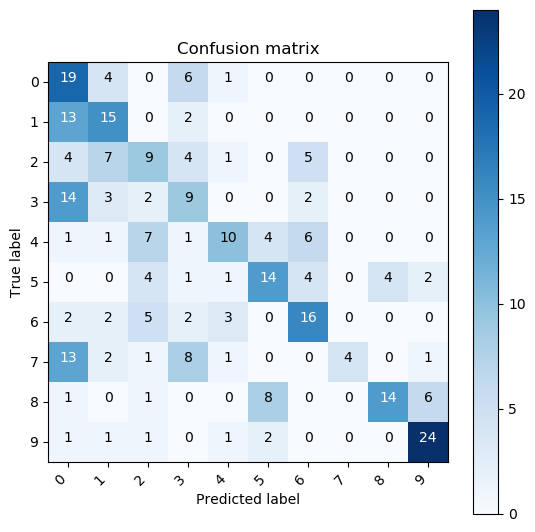 Confusion matrix
0 19 4 0 6 1 0 0 0 0 0
1 13 15 0 2 0 0 0 0 0 0
2 4 7 9 4 1 0 5 0 0 0
3 14 3 2 9 0 0 2 0 0 0
4 1 1 7 1 10 4 6 0 0 0
5 0 0 4 1 1 14 4 0 4 2
6 2 2 5 2 3 0 16 0 0 0
7 13 2 1 8 1 0 0 4 0 1
8 1 0 1 0 0 8 0 0 14 6
9 1 1 1 0 1 2 0 0 0 24
0 1 2 3 4 5 6 7 8 9
True label
Predicted label
20
15
10
5
0